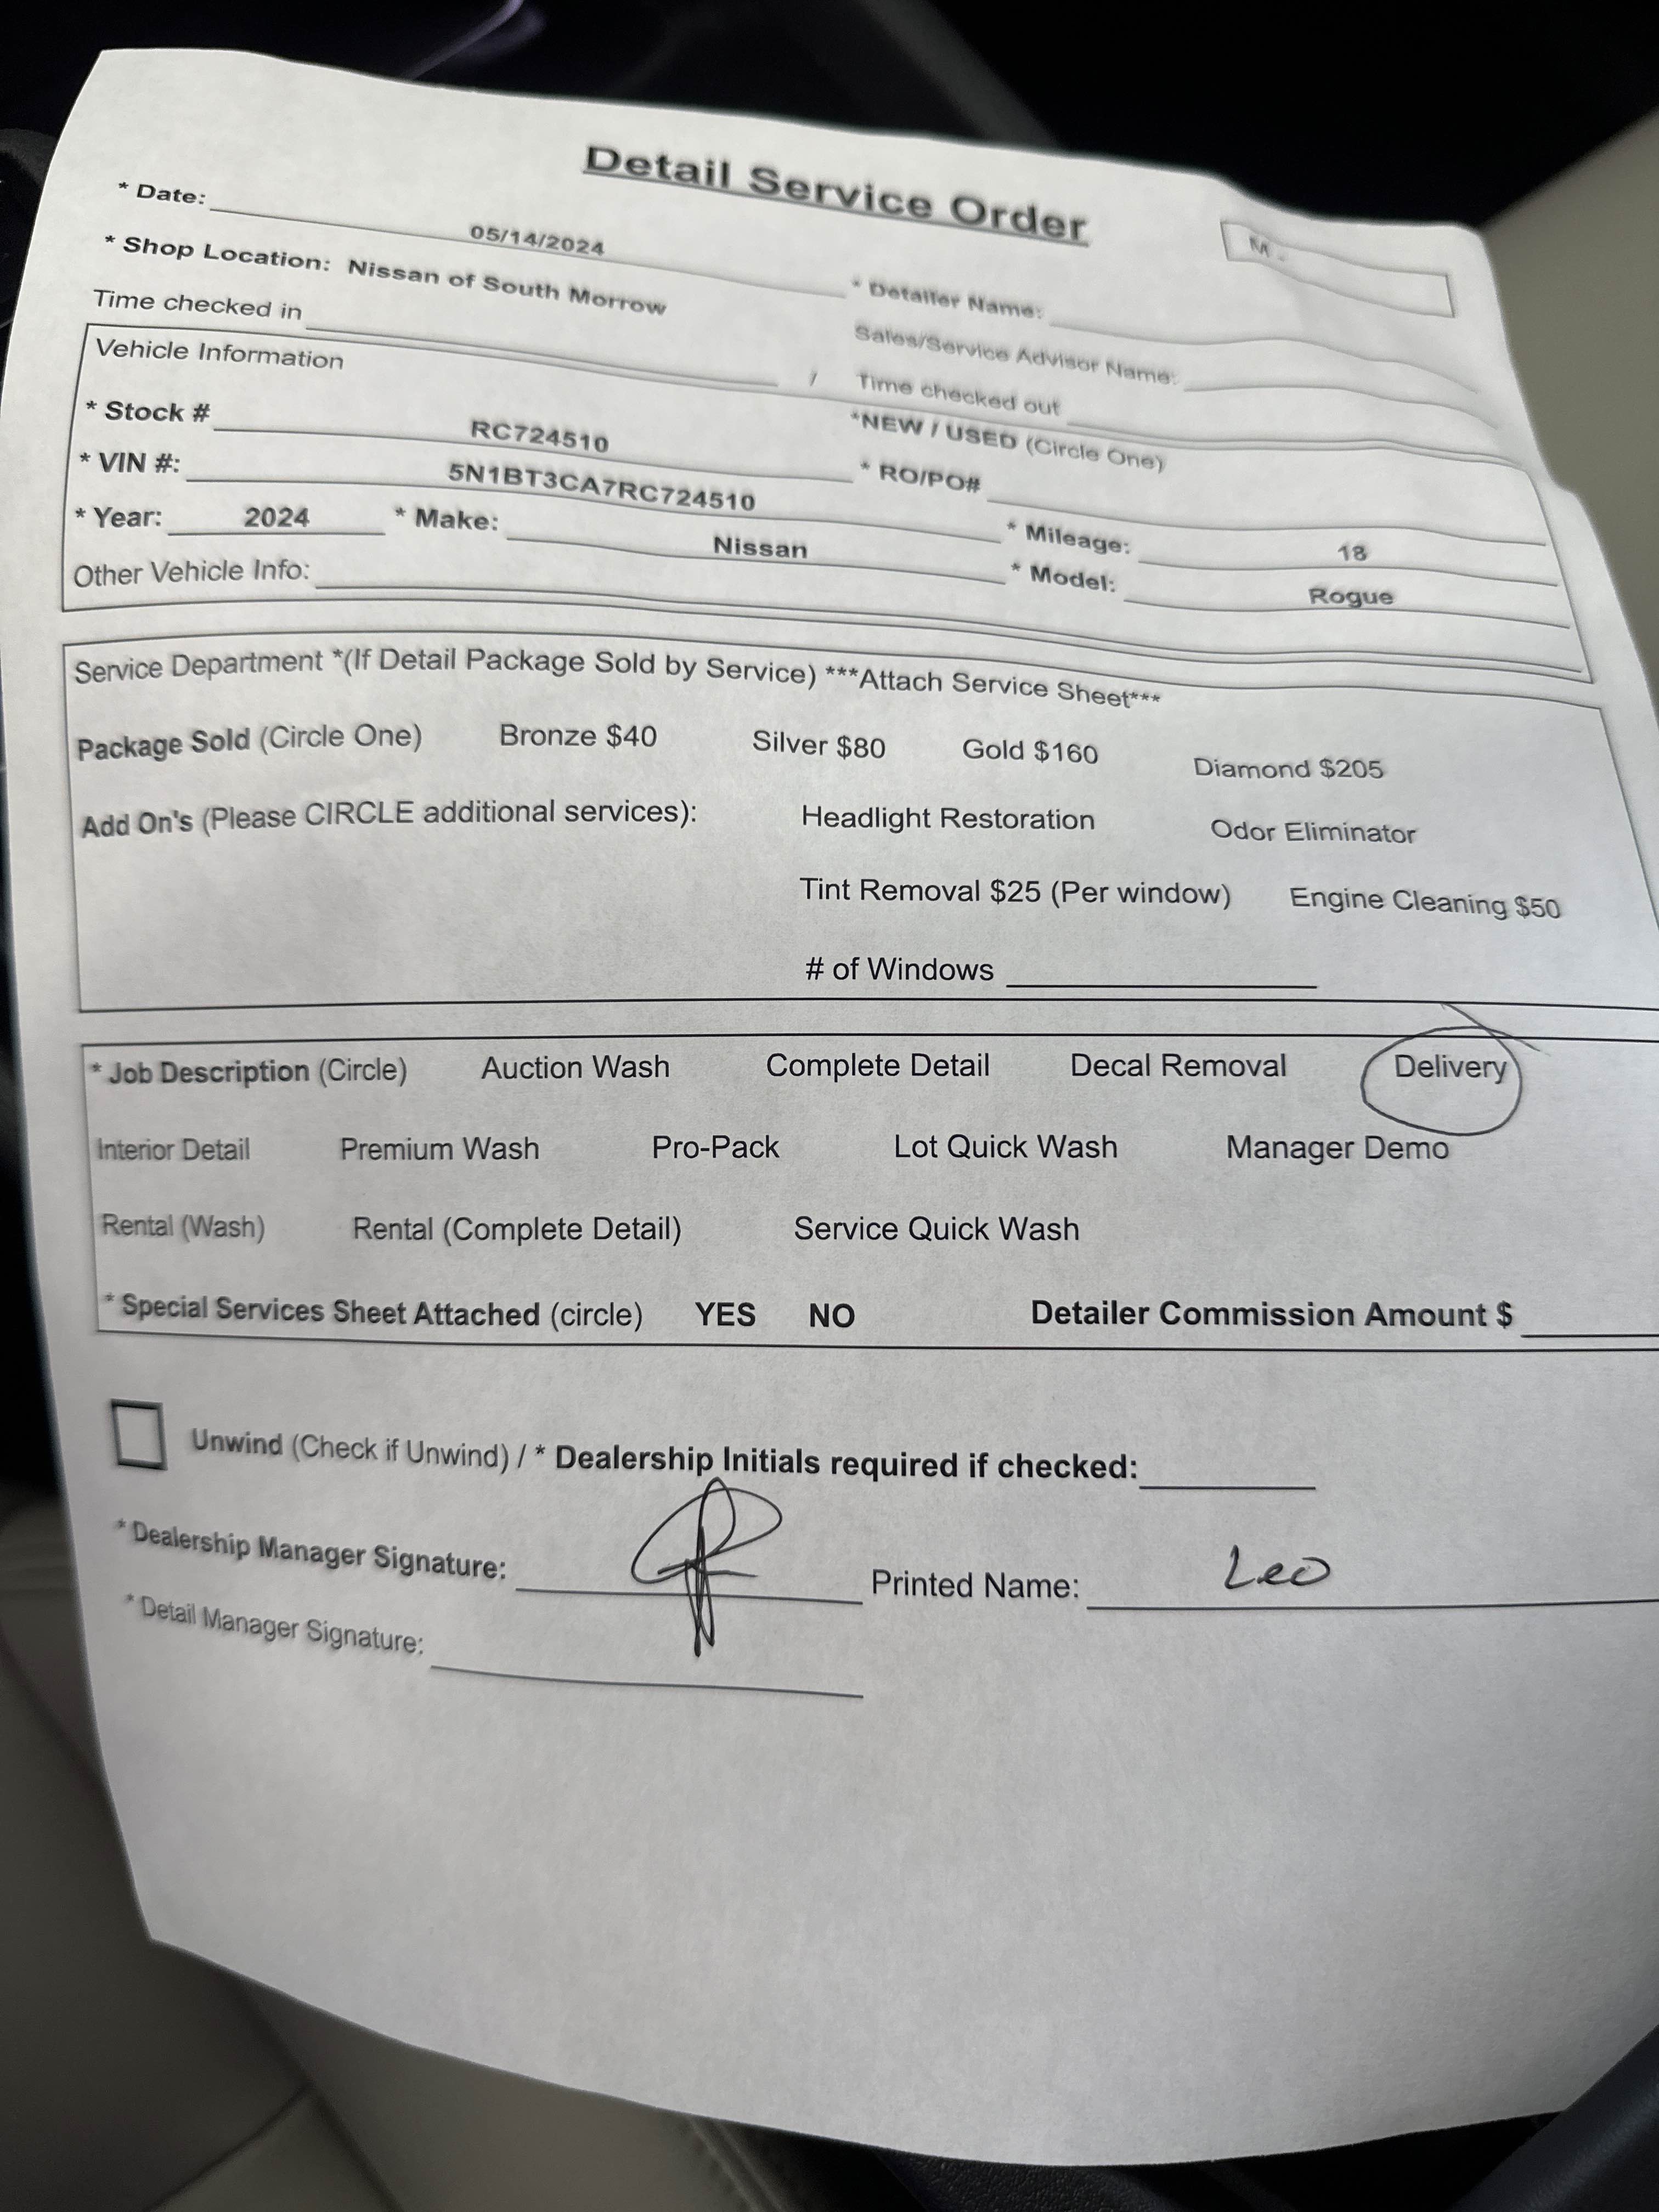 Detail Service Order
M.
* Date: 05/14/2024
* Detailer Name:
* Shop Location: Nissan of South Morrow
Sales/Service Advisor Name:
Time checked in / Time checked out
Vehicle Information
*NEW / USED (Circle One)
* Stock # RC724510 * RO/PO#
* VIN #: 5N1BT3CA7RC724510 * Mileage: 18
* Year: 2024 * Make: Nissan * Model: Rogue
Other Vehicle Info:
Service Department *(If Detail Package Sold by Service) ***Attach Service Sheet***
Package Sold (Circle One) Bronze $40 Silver $80 Gold $160 Diamond $205
Add On's (Please CIRCLE additional services): Headlight Restoration Odor Eliminator
Tint Removal $25 (Per window) Engine Cleaning $50
# of Windows
* Job Description (Circle) Auction Wash Complete Detail Decal Removal Delivery
Interior Detail Premium Wash Pro-Pack Lot Quick Wash Manager Demo
Rental (Wash) Rental (Complete Detail) Service Quick Wash
* Special Services Sheet Attached (circle) YES NO Detailer Commission Amount $
Unwind (Check if Unwind) / * Dealership Initials required if checked:
* Dealership Manager Signature: Printed Name: Leo
* Detail Manager Signature: